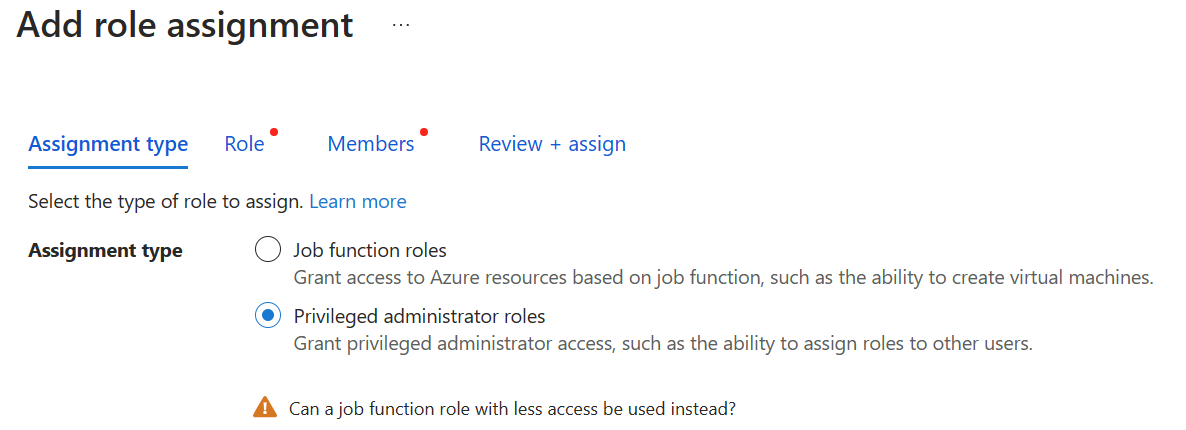 Add role assignment ...
Assignment type Role Members Review + assign
Select the type of role to assign. Learn more
Assignment type
Job function roles
Grant access to Azure resources based on job function, such as the ability to create virtual machines.
Privileged administrator roles
Grant privileged administrator access, such as the ability to assign roles to other users.
Can a job function role with less access be used instead?